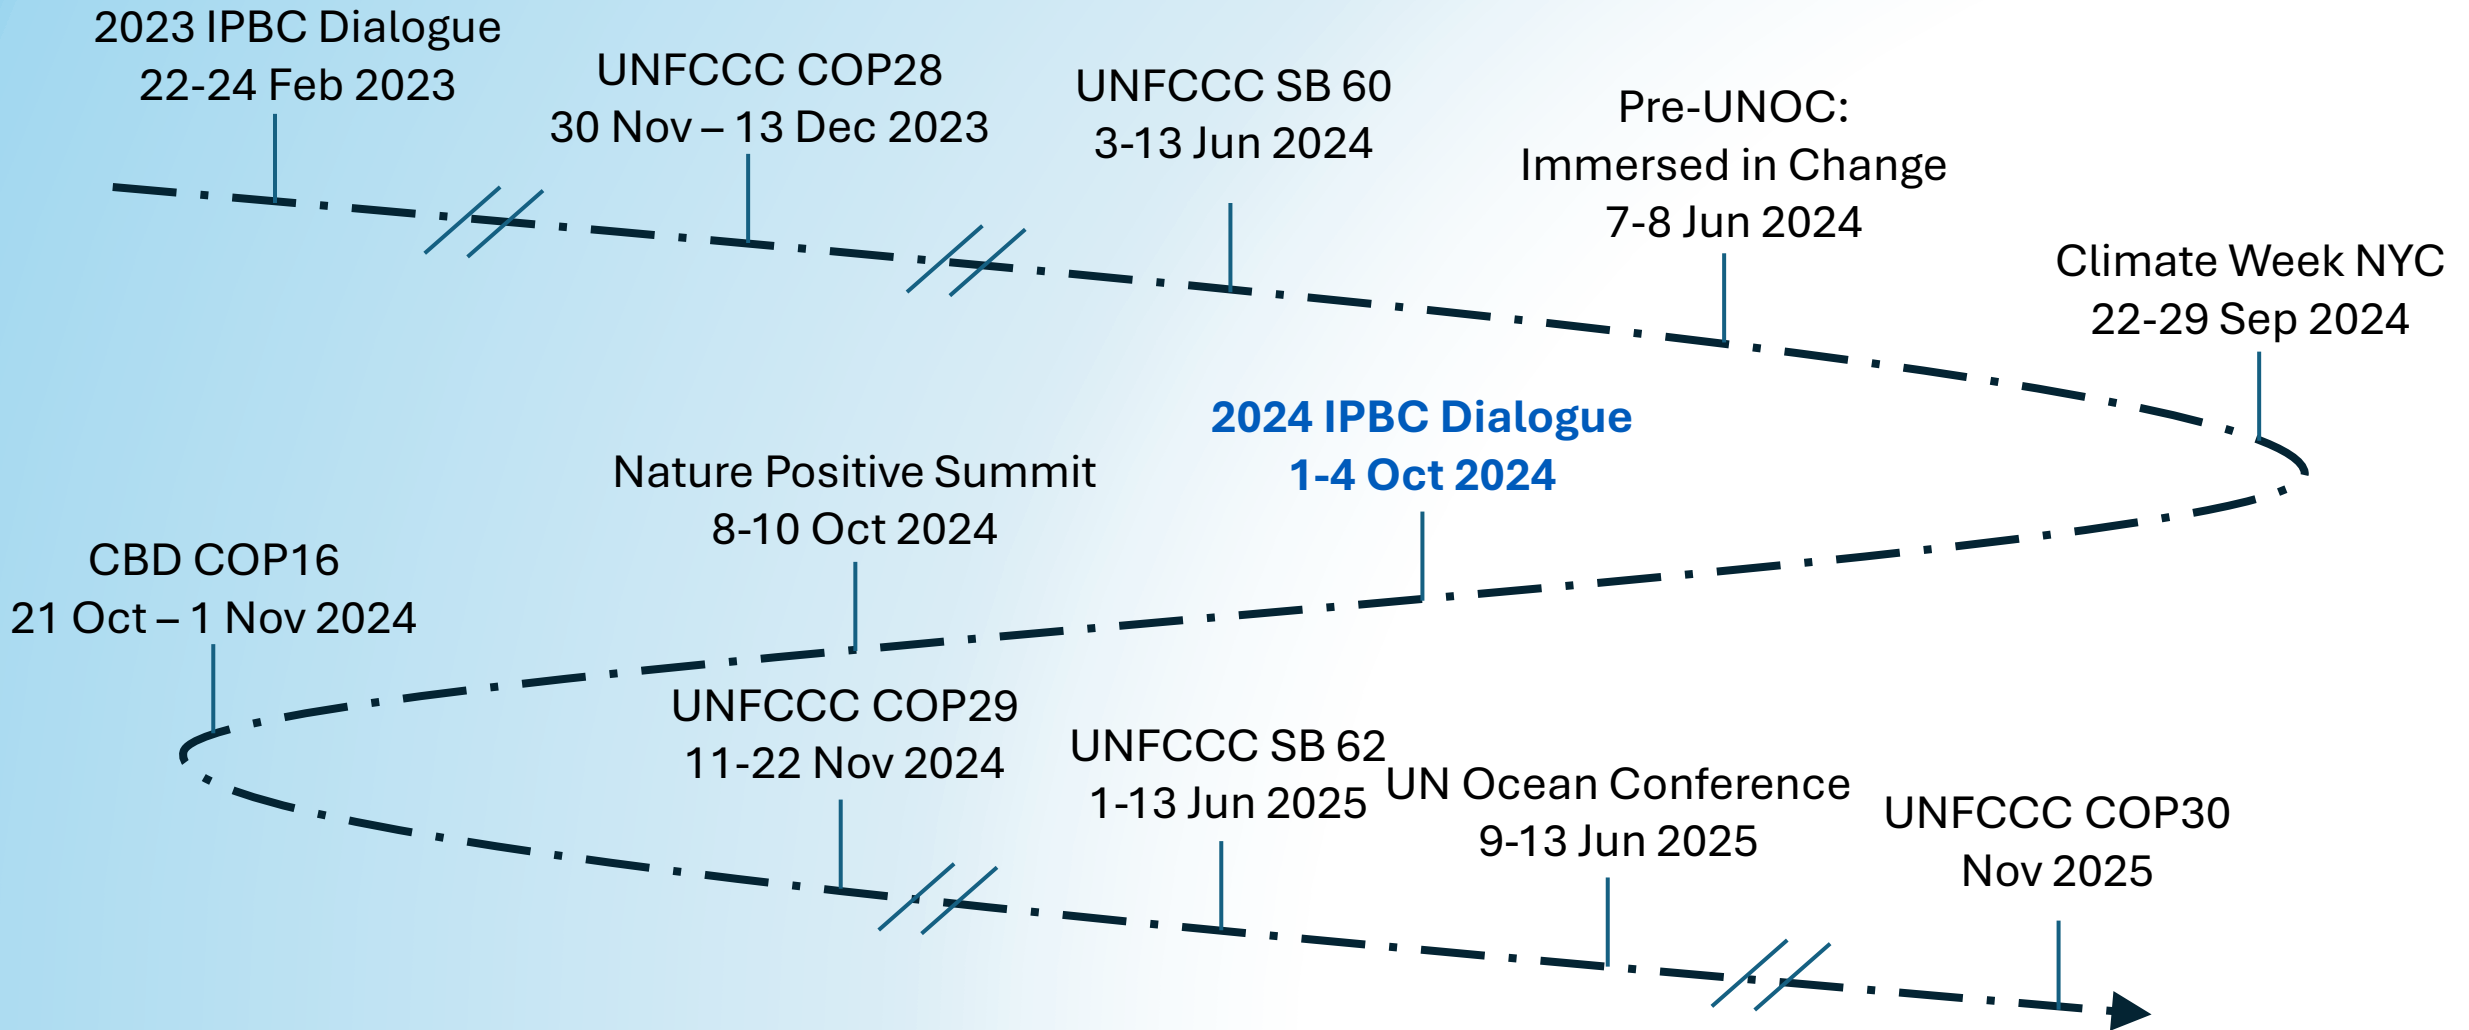 2023 IPBC Dialogue
22-24 Feb 2023
UNFCCC COP28
30 Nov – 13 Dec 2023
UNFCCC SB 60
3-13 Jun 2024
Pre-UNOC:
Immersed in Change
7-8 Jun 2024
Climate Week NYC
22-29 Sep 2024
2024 IPBC Dialogue
1-4 Oct 2024
Nature Positive Summit
8-10 Oct 2024
CBD COP16
21 Oct – 1 Nov 2024
UNFCCC COP29
11-22 Nov 2024
UNFCCC SB 62
1-13 Jun 2025
UN Ocean Conference
9-13 Jun 2025
UNFCCC COP30
Nov 2025